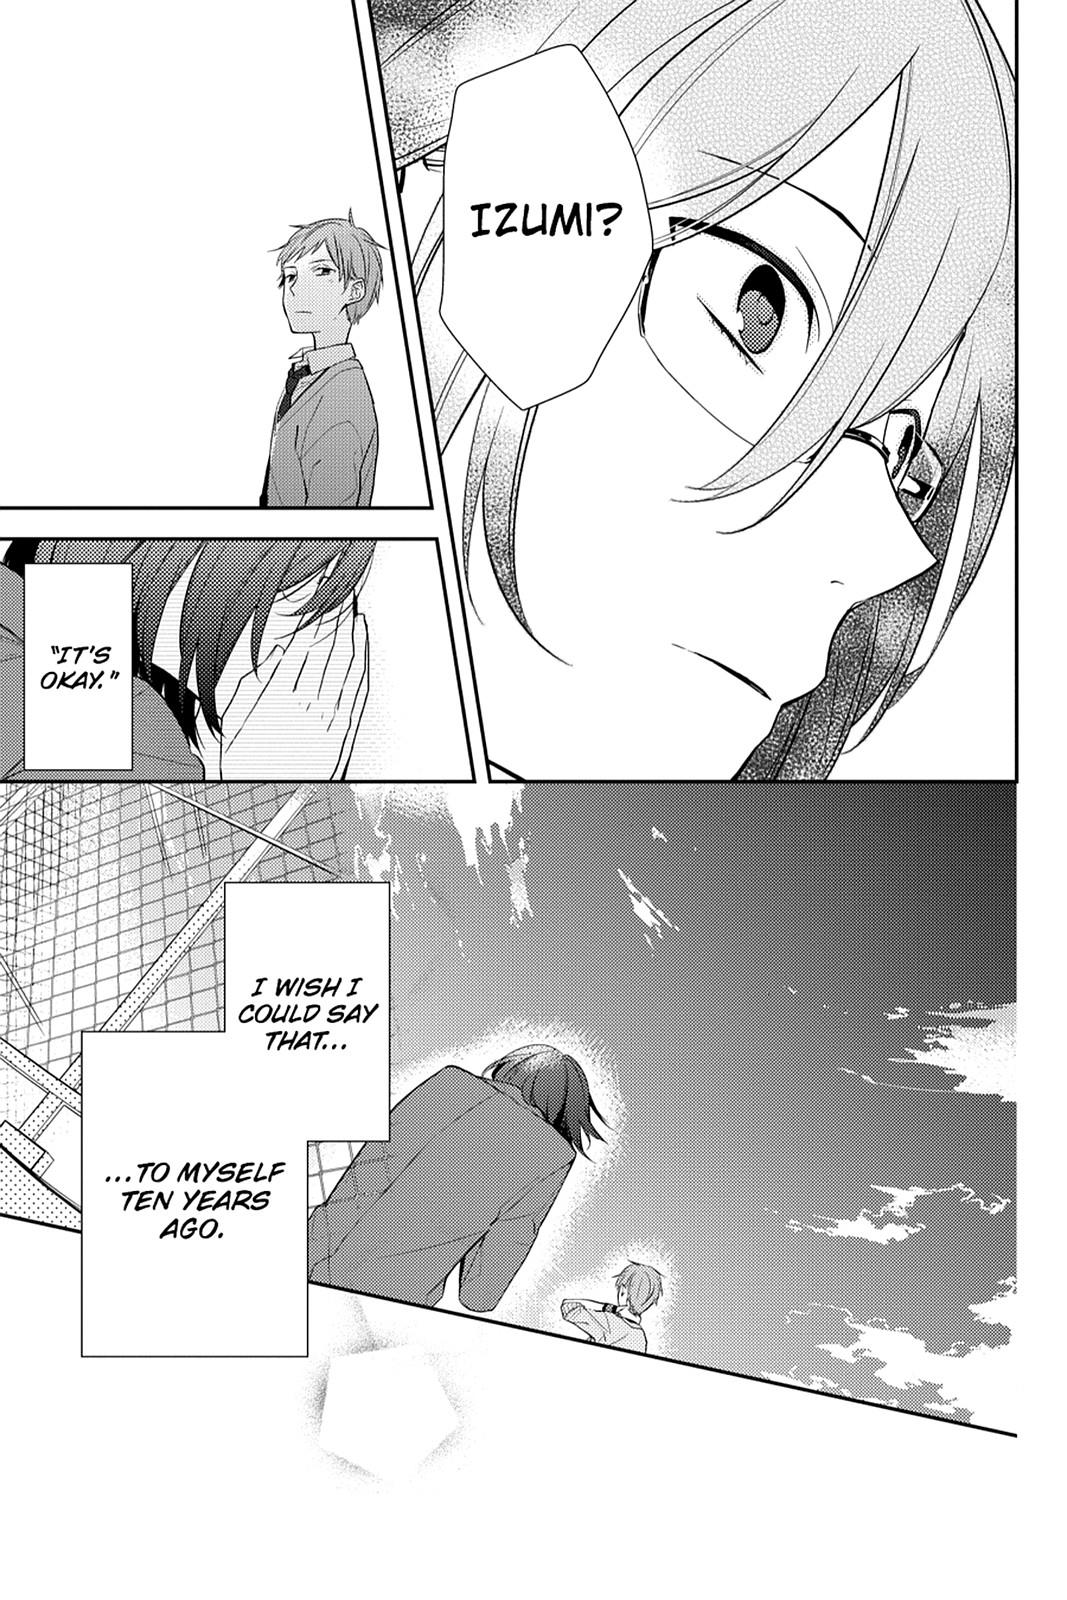 IZUMI?
"IT'S
OKAY."
I WISH I
COULD SAY
THAT...
...TO MYSELF
TEN YEARS
AGO.